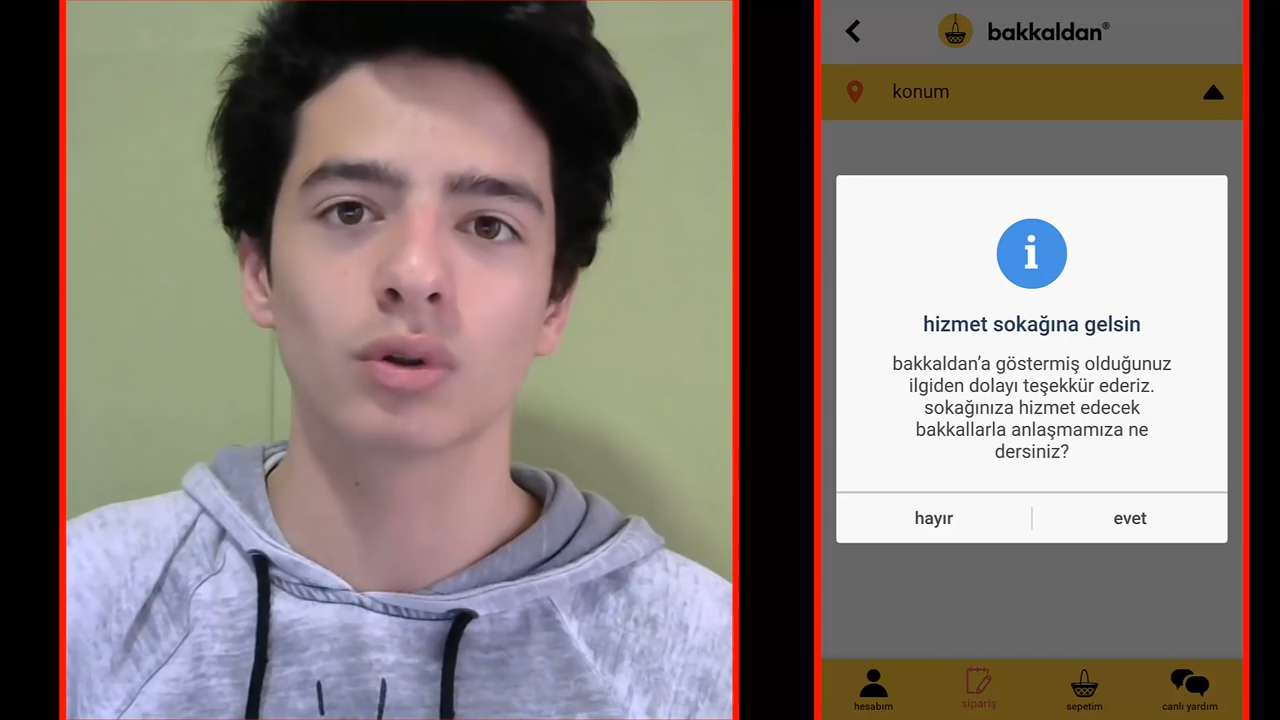 bakkaldan®
konum
hizmet sokağına gelsin
bakkaldan’a göstermiş olduğunuz
ilgiden dolayı teşekkür ederiz.
sokağınıza hizmet edecek
bakkallarla anlaşmamıza ne
dersiniz?
hayır evet
hesabım sipariş sepetim canlı yardım